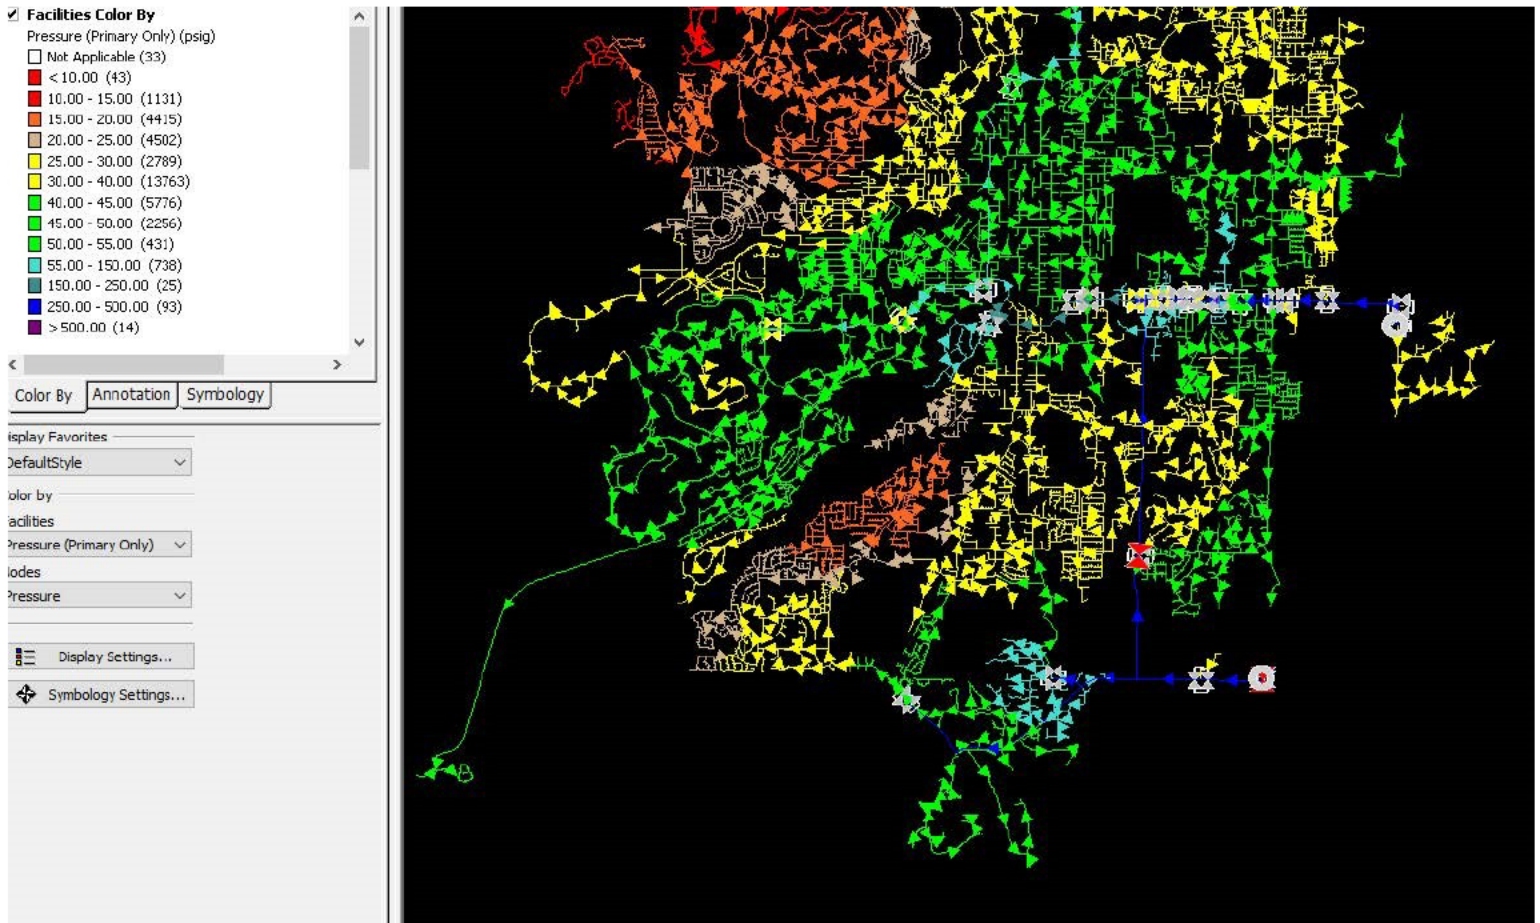 Facilities Color By
Pressure (Primary Only) (psig)
Not Applicable (33)
< 10.00 (43)
10.00 - 15.00 (1131)
15.00 - 20.00 (4415)
20.00 - 25.00 (4502)
25.00 - 30.00 (2789)
30.00 - 40.00 (13763)
40.00 - 45.00 (5776)
45.00 - 50.00 (2256)
50.00 - 55.00 (431)
55.00 - 150.00 (738)
150.00 - 250.00 (25)
250.00 - 500.00 (93)
> 500.00 (14)
Color By Annotation Symbology
isplay Favorites
DefaultStyle
olor by
acilities
Pressure (Primary Only)
odes
Pressure
Display Settings...
Symbology Settings...